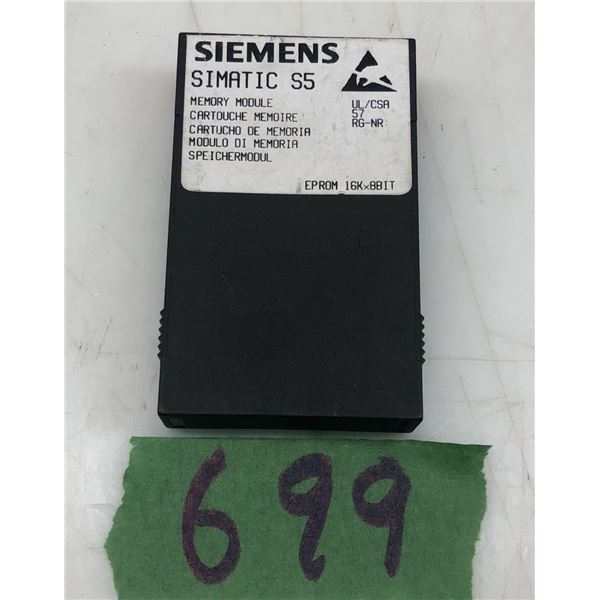 SIEMENS
SIMATIC S5
MEMORY MODULE
CARTOUCHE MEMOIRE
CARTUCHO DE MEMORIA
MODULO DI MEMORIA
SPEICHERMODUL
UL/CSA
57
RG-NR:
EPROM 16K×8BIT
699